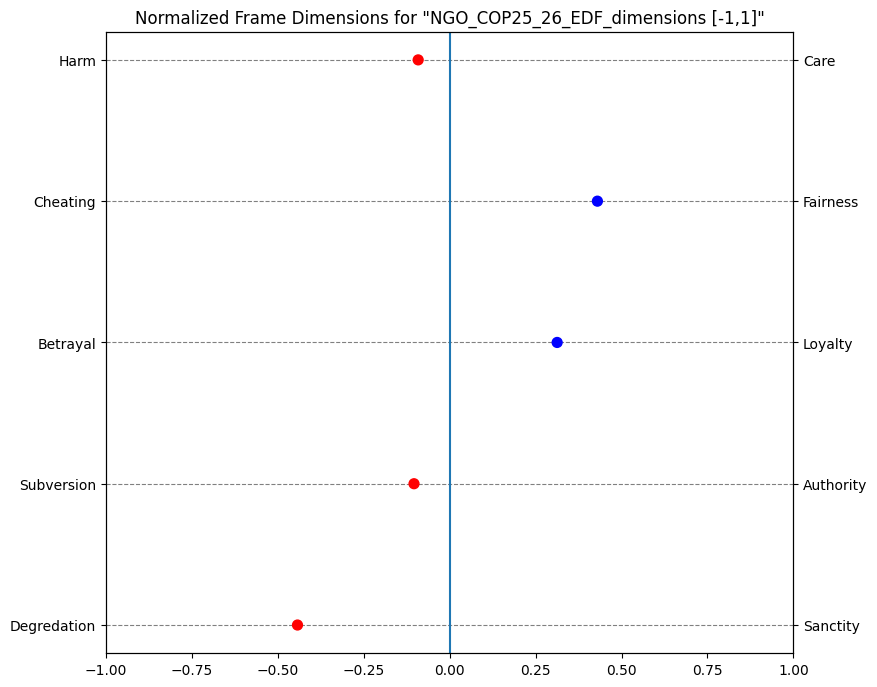 Normalized Frame Dimensions for "NGO_COP25_26_EDF_dimensions [-1,1]"
Harm Care
Cheating Fairness
Betrayal Loyalty
Subversion Authority
Degredation Sanctity
−1.00 −0.75 −0.50 −0.25 0.00 0.25 0.50 0.75 1.00